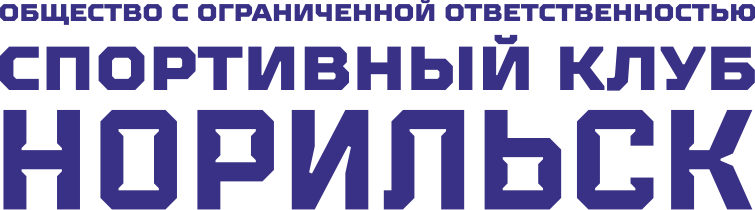 ОБЩЕСТВО С ОГРАНИЧЕННОЙ ОТВЕТСТВЕННОСТЬЮ
СПОРТИВНЫЙ КЛУБ
НОРИЛЬСК